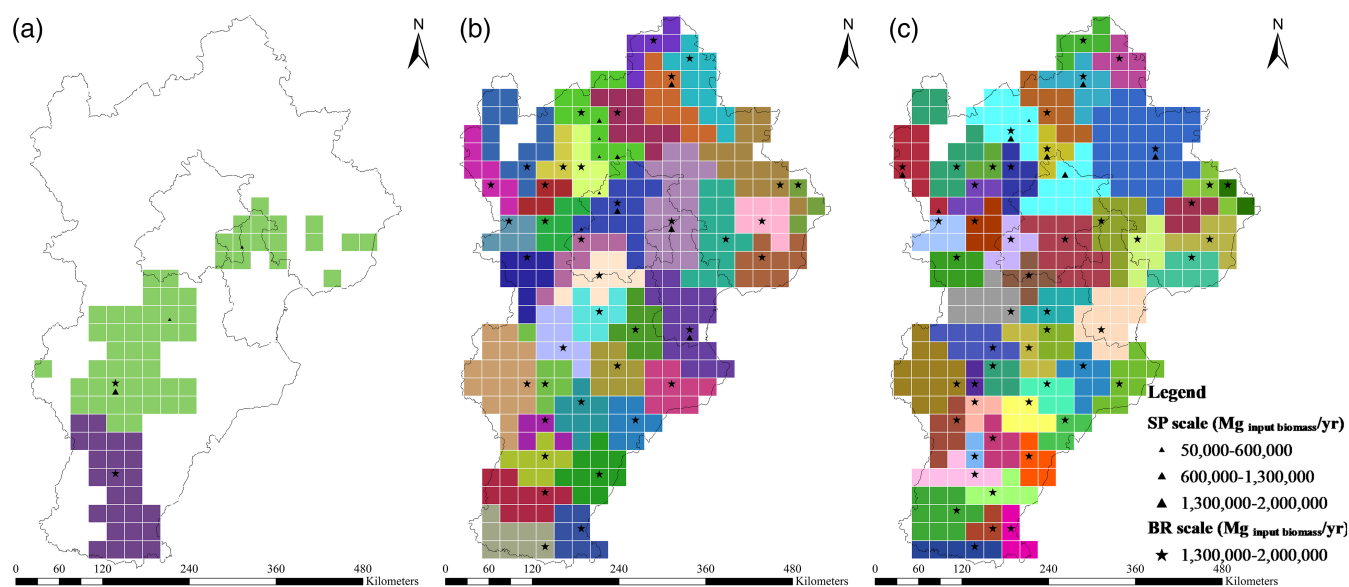 (a)
N
(b)
N
(c)
N
Legend
SP scale (Mg input biomass/yr)
50,000-600,000
600,000-1,300,000
1,300,000-2,000,000
BR scale (Mg input biomass/yr)
1,300,000-2,000,000
0 60 120 240 360 480 Kilometers
0 60 120 240 360 480 Kilometers
0 60 120 240 360 480 Kilometers